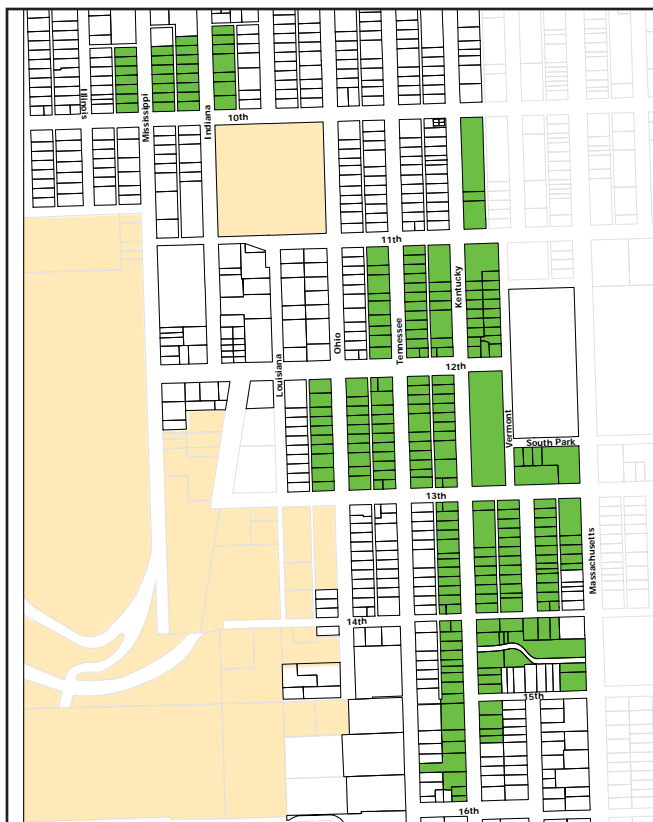 Illinois
Mississippi
Indiana
10th
11th
Kentucky
Ohio
Tennessee
Louisiana
12th
Vermont
South Park
13th
Massachusetts
14th
15th
16th